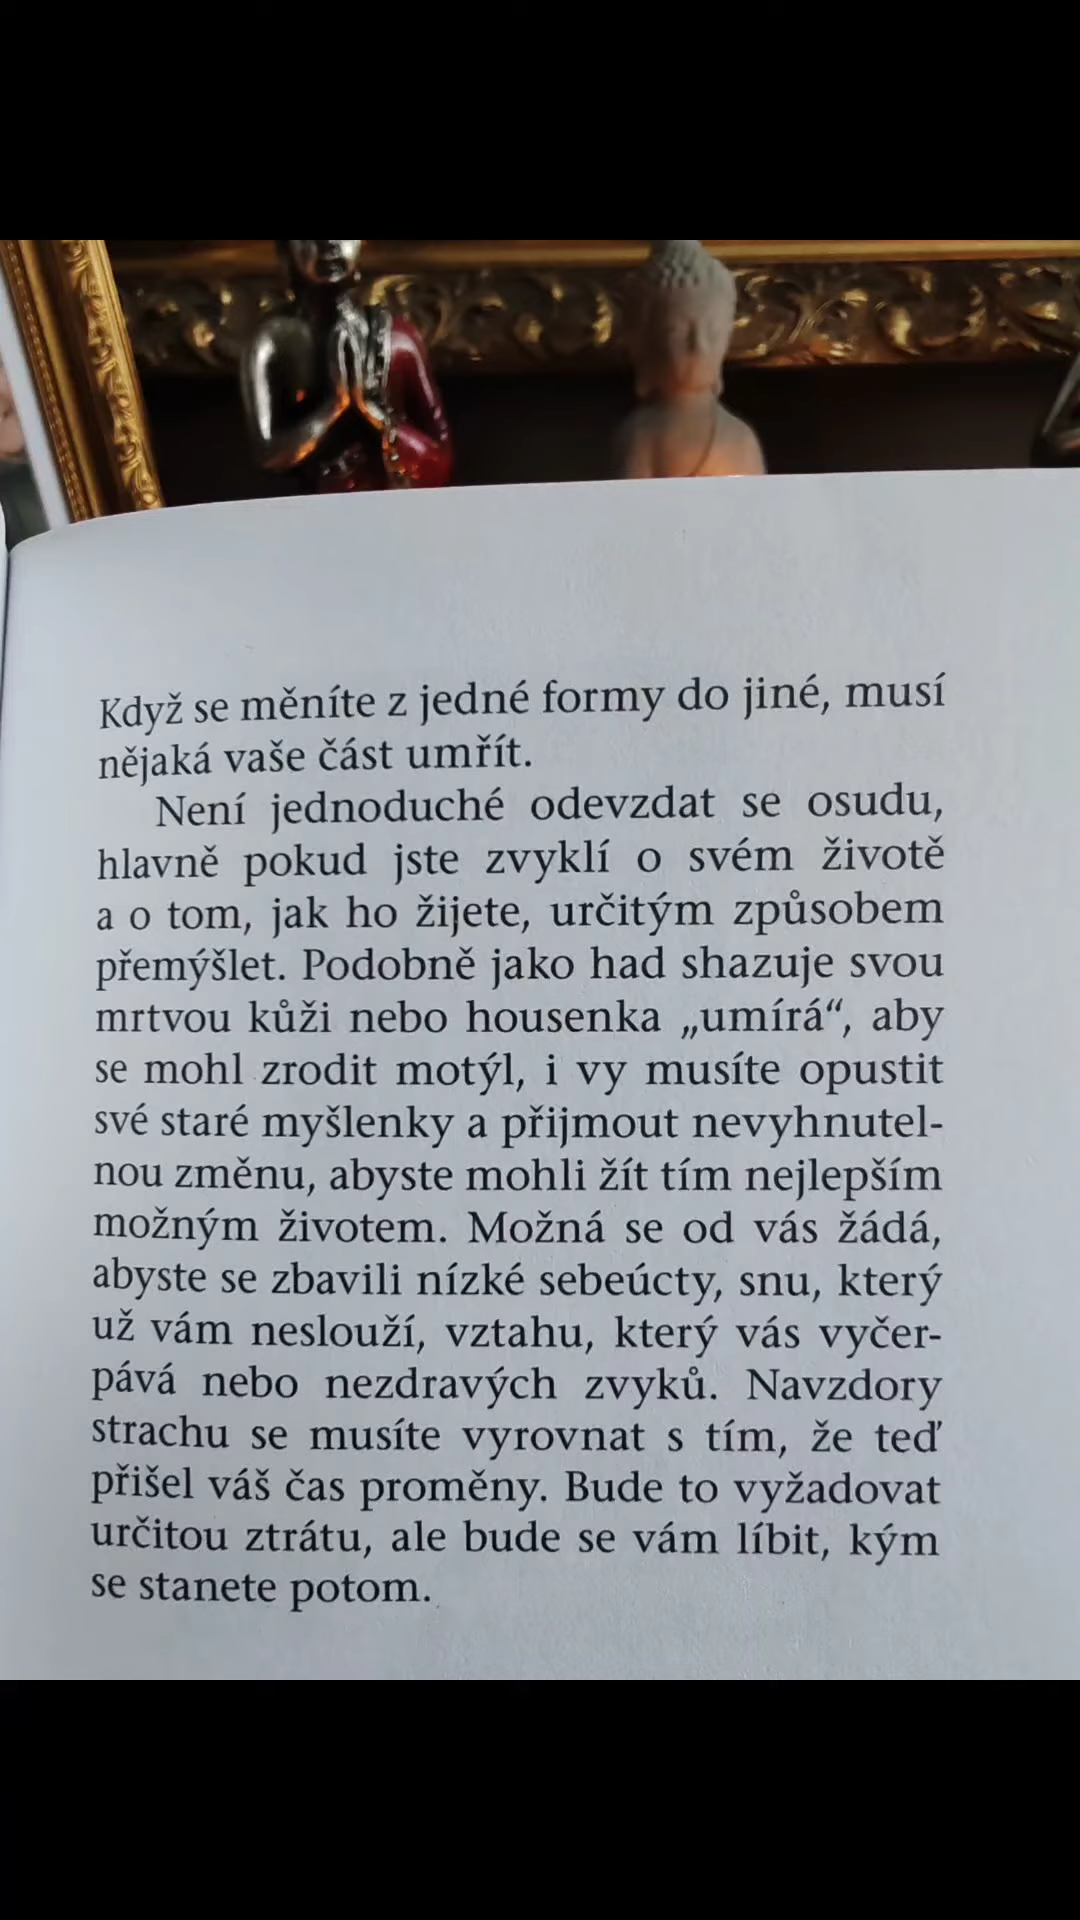 Když se měníte z jedné formy do jiné, musí
nějaká vaše část umřít.
Není jednoduché odevzdat se osudu,
hlavně pokud jste zvyklí o svém životě
a o tom, jak ho žijete, určitým způsobem
přemýšlet. Podobně jako had shazuje svou
mrtvou kůži nebo housenka „umírá“, aby
se mohl zrodit motýl, i vy musíte opustit
své staré myšlenky a přijmout nevyhnutel-
nou změnu, abyste mohli žít tím nejlepším
možným životem. Možná se od vás žádá,
abyste se zbavili nízké sebeúcty, snu, který
už vám neslouží, vztahu, který vás vyčer-
pává nebo nezdravých zvyků. Navzdory
strachu se musíte vyrovnat s tím, že teď
přišel váš čas proměny. Bude to vyžadovat
určitou ztrátu, ale bude se vám líbit, kým
se stanete potom.